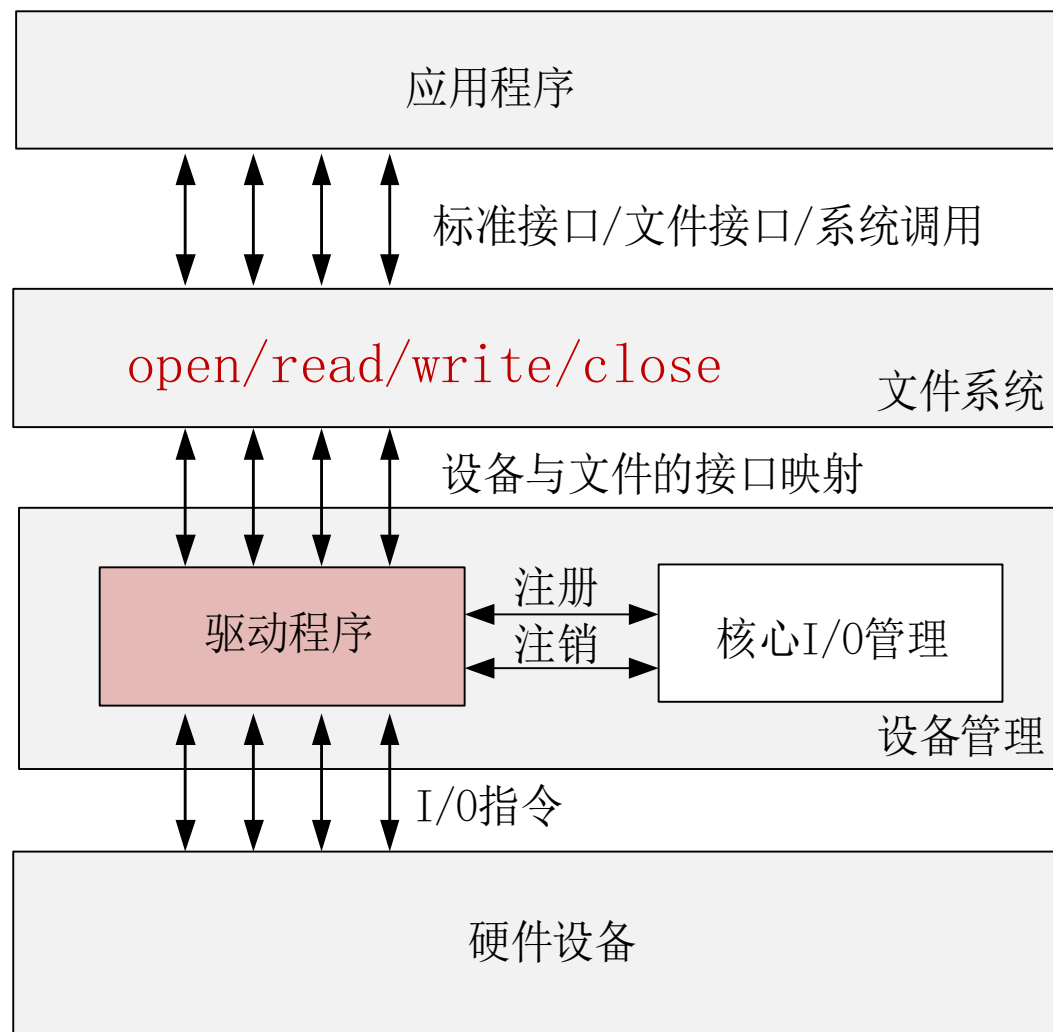 应用程序
标准接口/文件接口/系统调用
open/read/write/close
文件系统
设备与文件的接口映射
驱动程序
注册
注销
核心I/O管理
设备管理
I/O指令
硬件设备